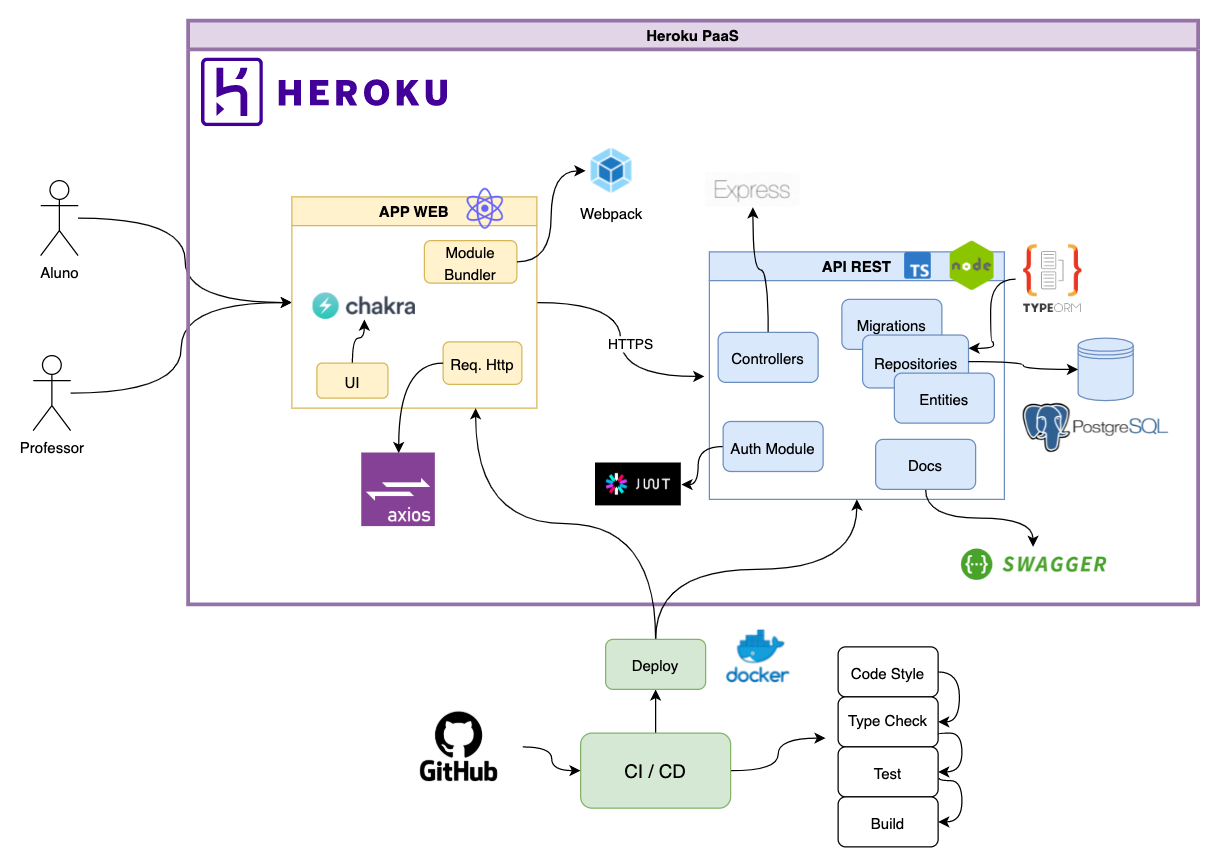 Heroku PaaS
HEROKU
Aluno
Professor
APP WEB
Module
Bundler
Webpack
chakra
UI
Req. Http
axios
HTTPS
Express
API REST
TS
node
TYPEORM
Migrations
Controllers
Repositories
Entities
Auth Module
Docs
JWT
PostgreSQL
SWAGGER
Deploy
docker
GitHub
CI / CD
Code Style
Type Check
Test
Build